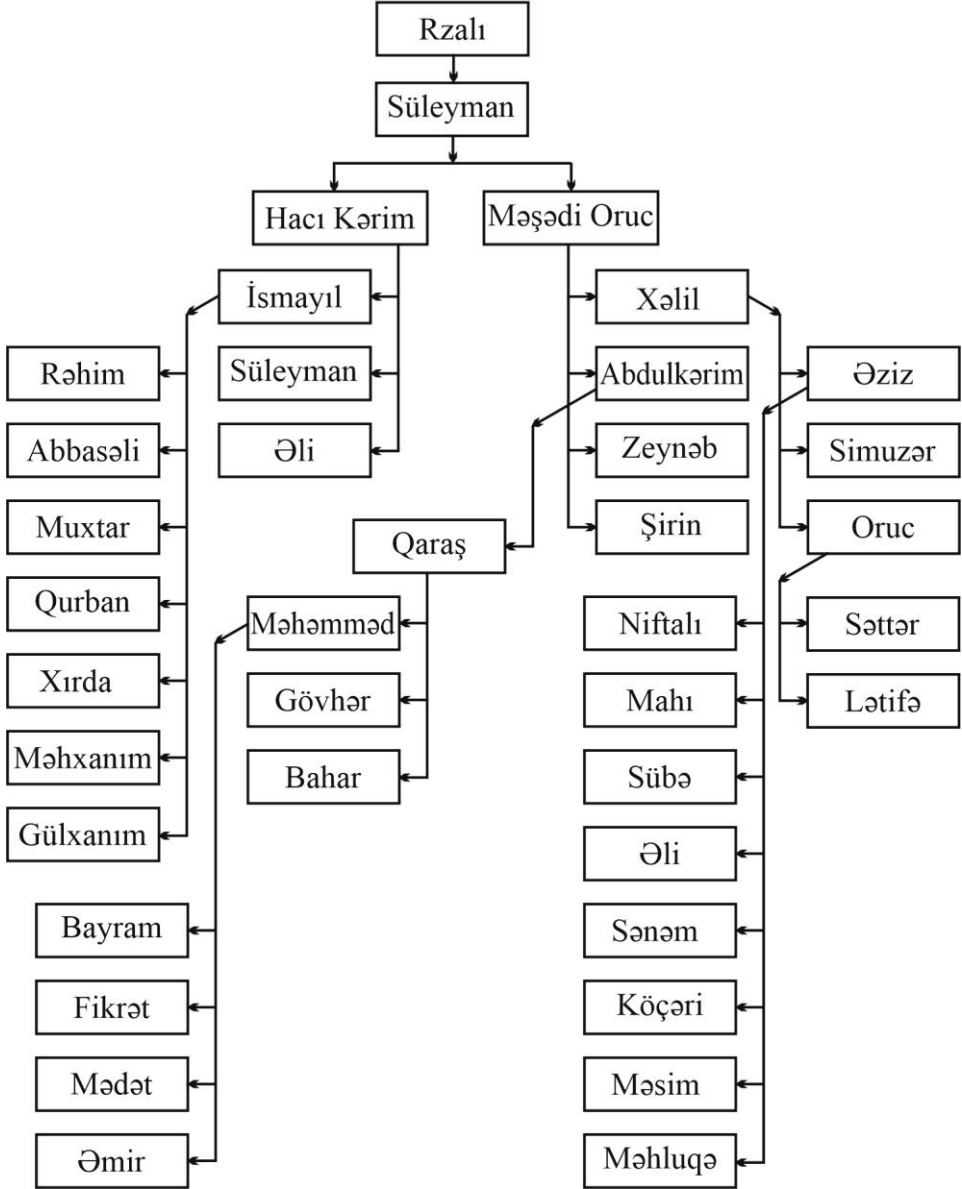 Rzalı
Süleyman
Hacı Kərim
Məşədi Oruc
İsmayıl
Xəlil
Rəhim
Süleyman
Abdulkərim
Əziz
Abbasəli
Əli
Zeynəb
Simuzər
Muxtar
Qaraş
Şirin
Oruc
Qurban
Məhəmməd
Niftalı
Səttər
Xırda
Gövhər
Mahı
Lətifə
Məhxanım
Bahar
Sübə
Gülxanım
Əli
Bayram
Sənəm
Fikrət
Köçəri
Mədət
Məsim
Əmir
Məhluqə